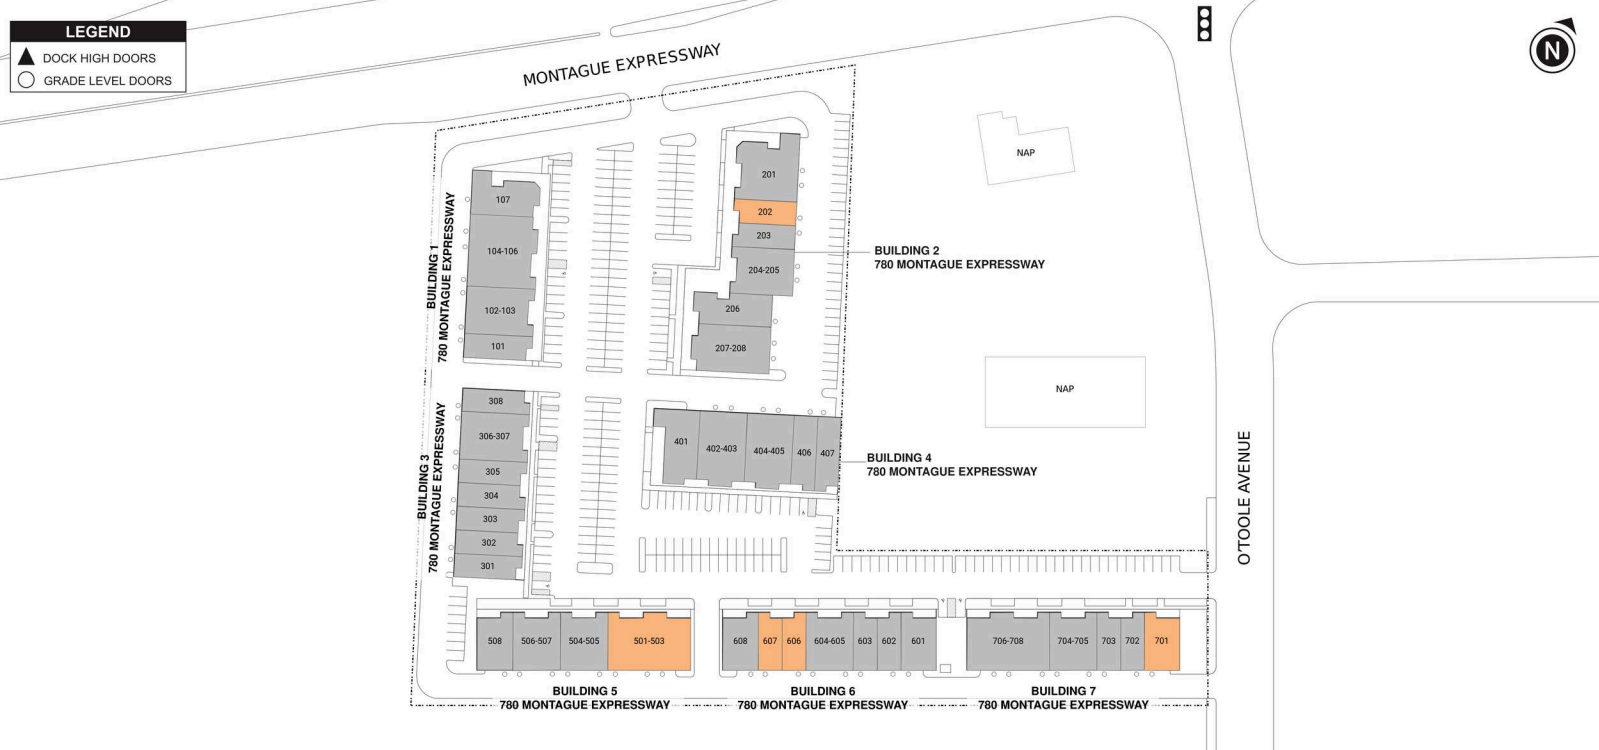 LEGEND
DOCK HIGH DOORS
GRADE LEVEL DOORS
MONTAGUE EXPRESSWAY
N
NAP
NAP
O'TOOLE AVENUE
BUILDING 1
780 MONTAGUE EXPRESSWAY
107
104-106
102-103
101
201
202
203
204-205
206
207-208
BUILDING 2
780 MONTAGUE EXPRESSWAY
BUILDING 3
780 MONTAGUE EXPRESSWAY
308
306-307
305
304
303
302
301
401
402-403
404-405
406
407
BUILDING 4
780 MONTAGUE EXPRESSWAY
508
506-507
504-505
501-503
BUILDING 5
780 MONTAGUE EXPRESSWAY
608
607
606
604-605
603
602
601
BUILDING 6
780 MONTAGUE EXPRESSWAY
706-708
704-705
703
702
701
BUILDING 7
780 MONTAGUE EXPRESSWAY